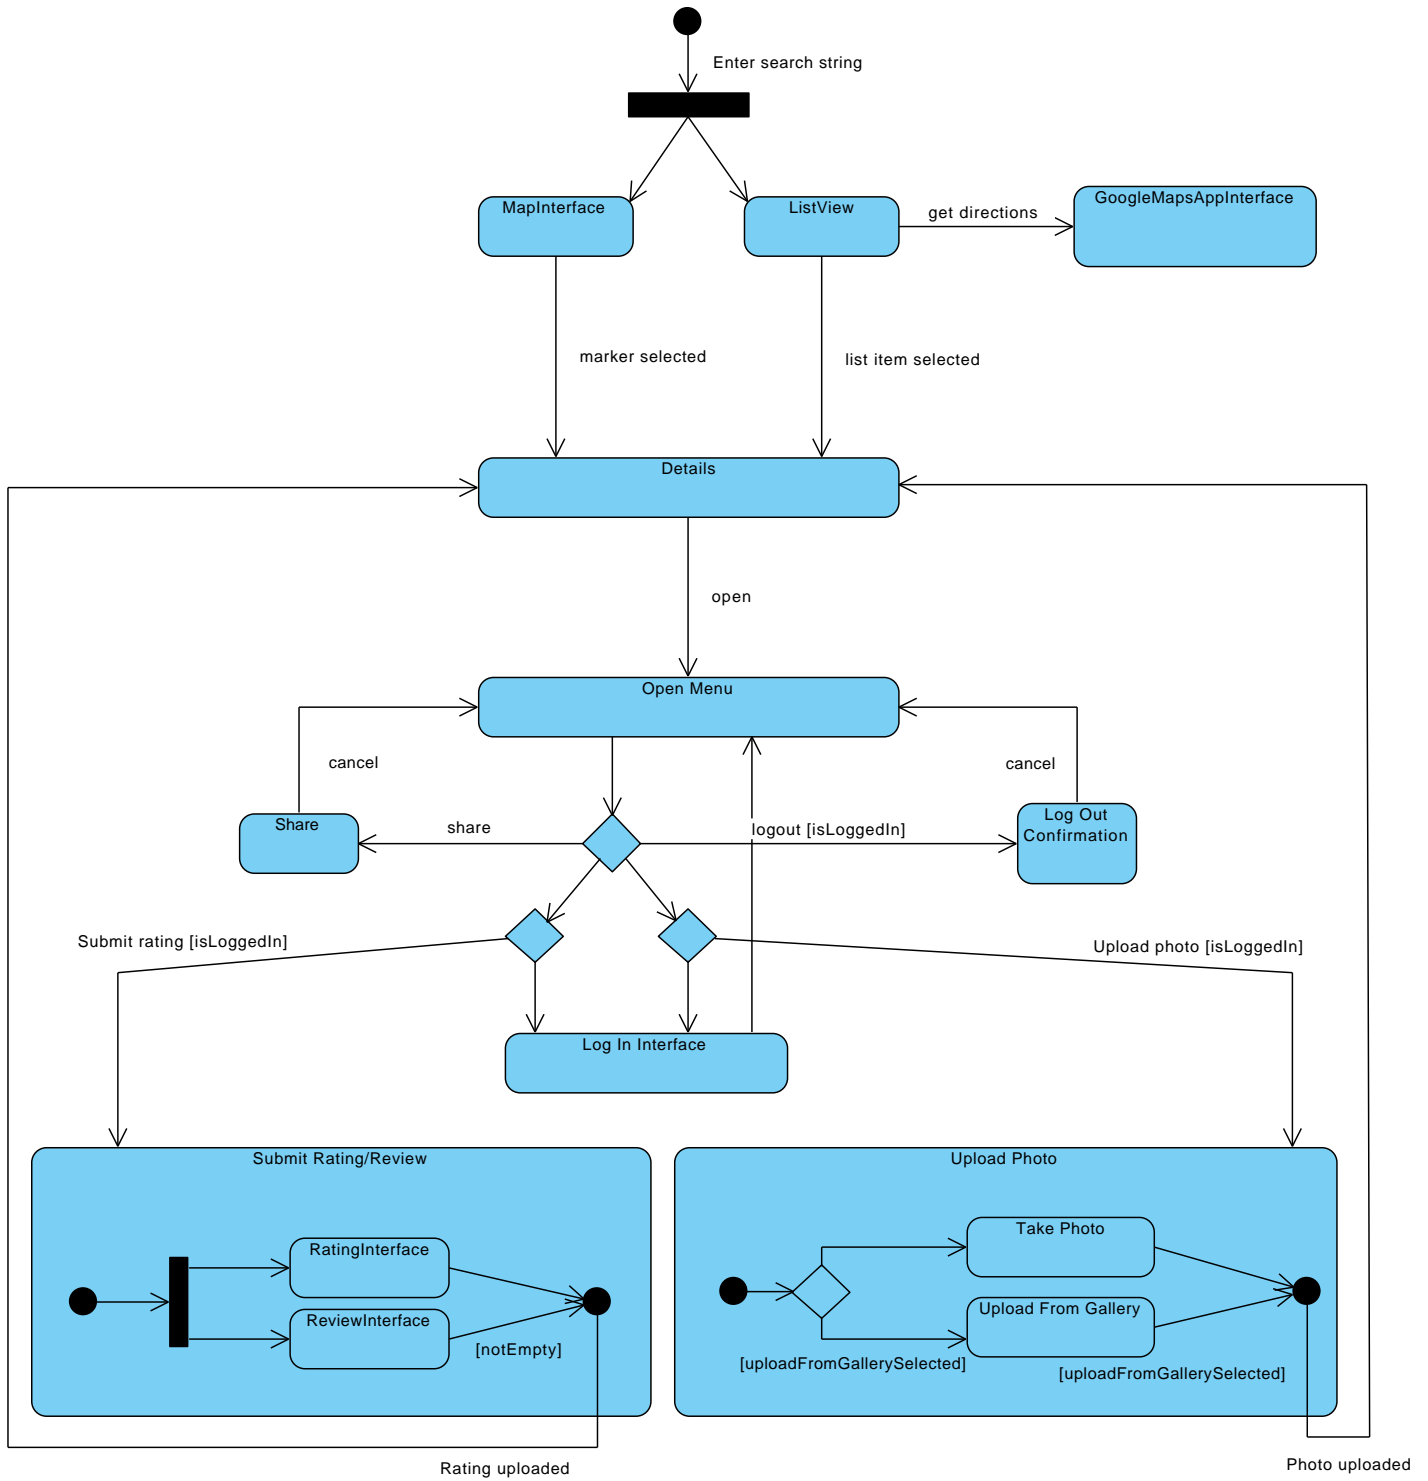 Enter search string
MapInterface
ListView
get directions
GoogleMapsAppInterface
marker selected
list item selected
Details
open
Open Menu
cancel
cancel
Share
share
logout [isLoggedIn]
Log Out
Confirmation
Submit rating [isLoggedIn]
Upload photo [isLoggedIn]
Log In Interface
Submit Rating/Review
RatingInterface
ReviewInterface
[notEmpty]
Upload Photo
Take Photo
Upload From Gallery
[uploadFromGallerySelected]
[uploadFromGallerySelected]
Rating uploaded
Photo uploaded